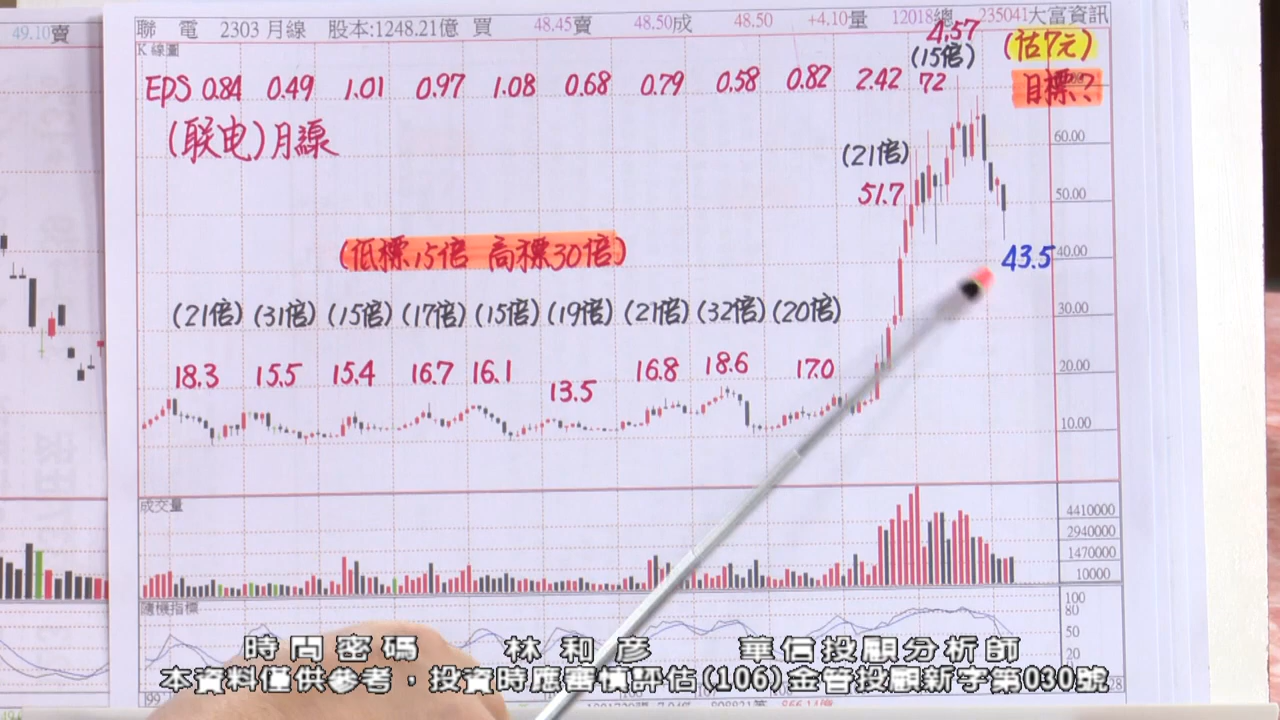 49.10賣
聯 電 2303 月線 股本:1248.21億 買 48.45賣 48.50成 48.50 +4.10量 12018總 235041大富資訊
K 線圖
4.57 (估7元)
(15倍)
EPS 0.84 0.49 1.01 0.97 1.08 0.68 0.79 0.58 0.82 2.42 72 目標?
(联电)月線
60.00
(21倍)
51.7 50.00
(低標15倍 高標30倍)
43.5 40.00
(21倍) (31倍) (15倍) (17倍) (15倍) (19倍) (21倍) (32倍) (20倍) 30.00
18.3 15.5 15.4 16.7 16.1 13.5 16.8 18.6 17.0 20.00
10.00
成交量
4410000
2940000
1470000
10000
隨機指標
100
80
50
20
時間密碼 林和彥 華信投顧分析師
本資料僅供參考，投資時應審慎評估(106)金管投顧新字第030號